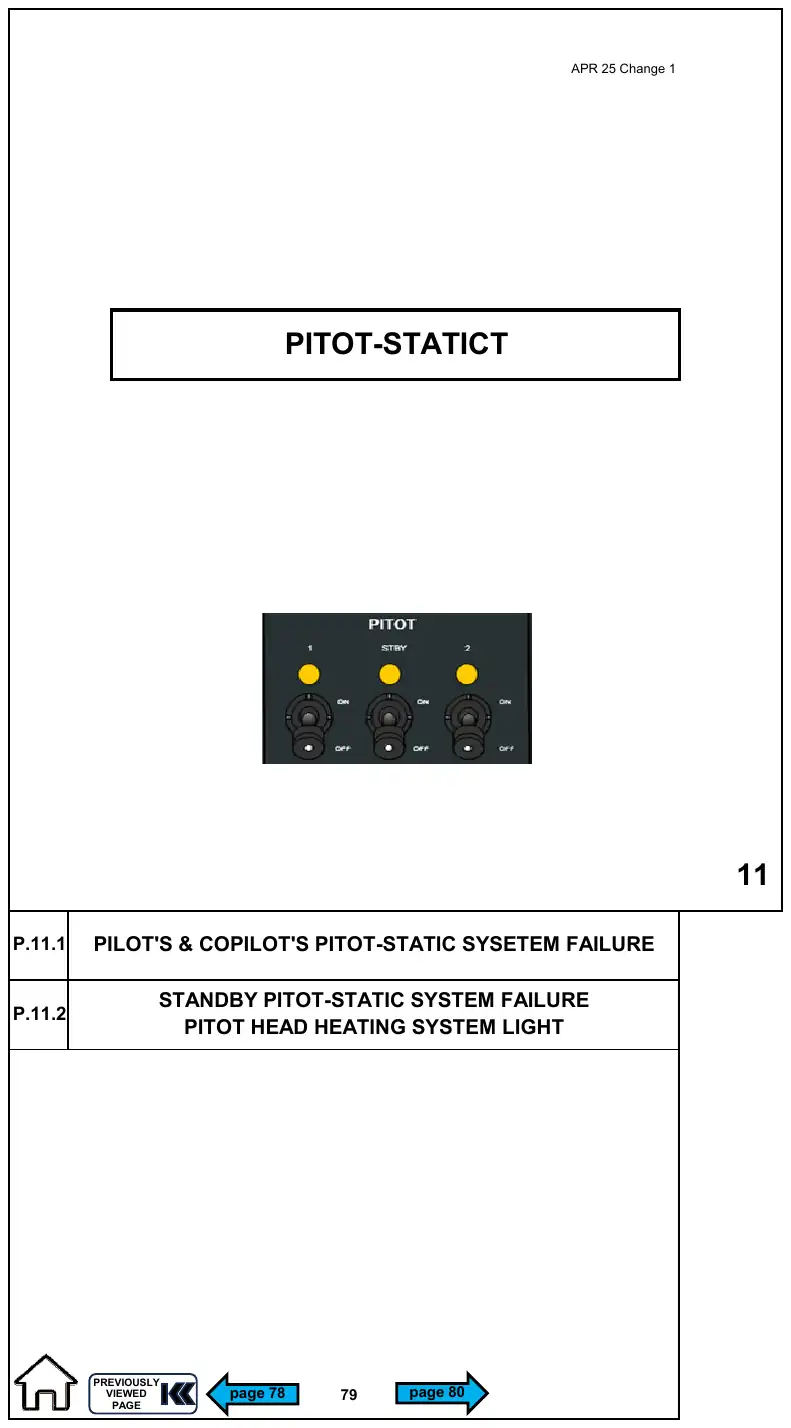 APR 25 Change 1
PITOT-STATICT
PITOT
1 STBY 2
ON ON ON
OFF OFF OFF
11
P.11.1 PILOT'S & COPILOT'S PITOT-STATIC SYSETEM FAILURE
P.11.2 STANDBY PITOT-STATIC SYSTEM FAILURE
PITOT HEAD HEATING SYSTEM LIGHT
PREVIOUSLY
VIEWED
PAGE
page 78
79
page 80